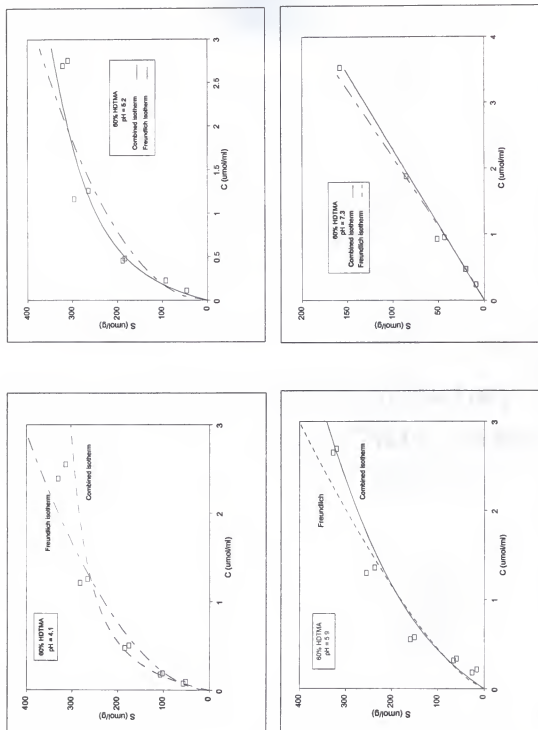 400
300
200
100
0
S (umol/g)
60% HDTMA
pH = 4.1
Freundlich Isotherm
Combined Isotherm
0
1
2
3
C (umol/ml)
400
300
200
100
0
S (umol/g)
60% HDTMA
pH = 5.2
Combined Isotherm
Freundlich Isotherm
0
0.5
1
1.5
2
2.5
3
C (umol/ml)
400
300
200
100
0
S (umol/g)
60% HDTMA
pH = 5.9
Freundlich
Combined Isotherm
0
1
2
3
C (umol/ml)
200
150
100
50
0
S (umol/g)
60% HDTMA
pH = 7.3
Combined Isotherm
Freundlich Isotherm
0
1
2
3
4
C (umol/ml)